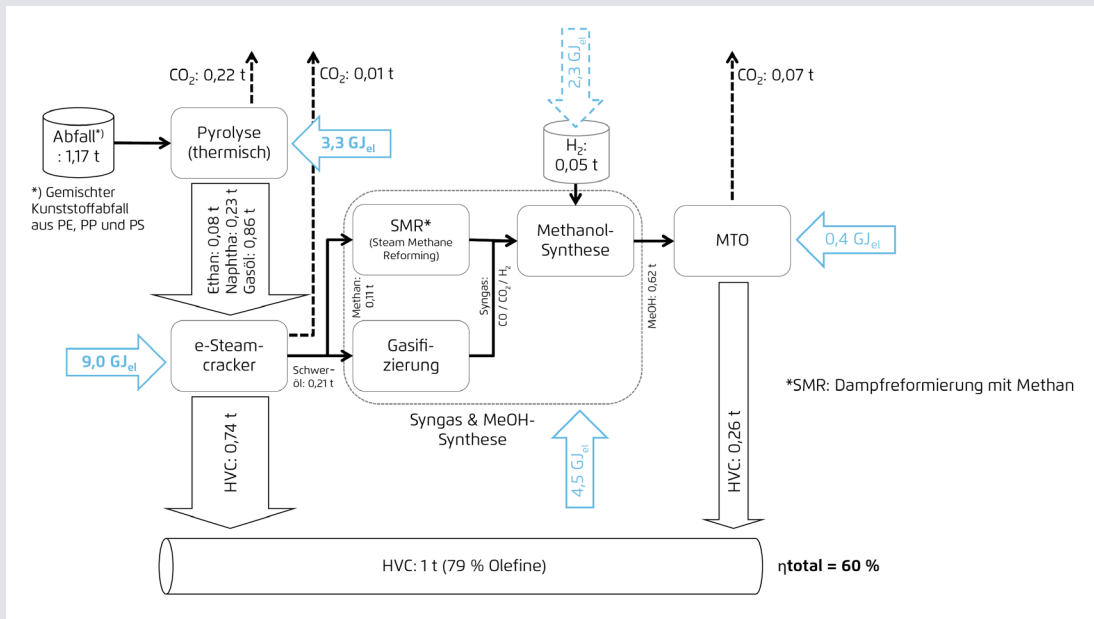 CO₂: 0,22 t
CO₂: 0,01 t
2,3 GJel
CO₂: 0,07 t
Abfall*)
: 1,17 t
Pyrolyse
(thermisch)
3,3 GJel
H₂:
0,05 t
*) Gemischter
Kunststoffabfall
aus PE, PP und PS
Ethan: 0,08 t
Naphtha: 0,23 t
Gasöl: 0,86 t
SMR*
(Steam Methane
Reforming)
Methanol-
Synthese
MTO
0,4 GJel
Methan:
0,11 t
Syngas:
CO / CO₂ / H₂
MeOH: 0,62 t
9,0 GJel
e-Steam-
cracker
Schwer-
öl: 0,21 t
Gasifi-
zierung
*SMR: Dampfreformierung mit Methan
Syngas & MeOH-
Synthese
4,5 GJel
HVC: 0,74 t
HVC: 0,26 t
HVC: 1 t (79 % Olefine)
ηtotal = 60 %